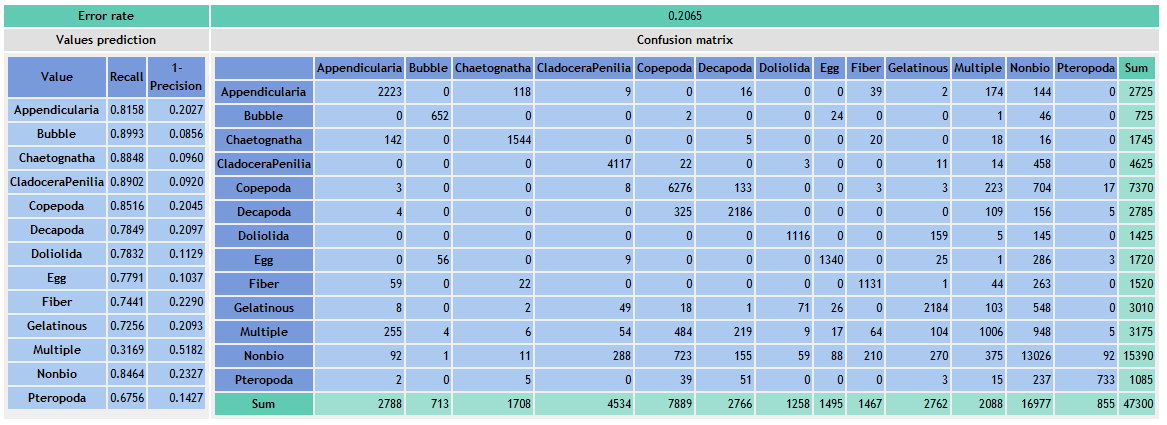 Error rate 0.2065
Values prediction Confusion matrix
Value Recall 1-Precision
Appendicularia 0.8158 0.2027
Bubble 0.8993 0.0856
Chaetognatha 0.8848 0.0960
CladoceraPenilia 0.8902 0.0920
Copepoda 0.8516 0.2045
Decapoda 0.7849 0.2097
Doliolida 0.7832 0.1129
Egg 0.7791 0.1037
Fiber 0.7441 0.2290
Gelatinous 0.7256 0.2093
Multiple 0.3169 0.5182
Nonbio 0.8464 0.2327
Pteropoda 0.6756 0.1427
Appendicularia Bubble Chaetognatha CladoceraPenilia Copepoda Decapoda Doliolida Egg Fiber Gelatinous Multiple Nonbio Pteropoda Sum
Appendicularia 2223 0 118 9 0 16 0 0 39 2 174 144 0 2725
Bubble 0 652 0 0 2 0 0 24 0 0 1 46 0 725
Chaetognatha 142 0 1544 0 0 5 0 0 20 0 18 16 0 1745
CladoceraPenilia 0 0 0 4117 22 0 3 0 0 11 14 458 0 4625
Copepoda 3 0 0 8 6276 133 0 0 3 3 223 704 17 7370
Decapoda 4 0 0 0 325 2186 0 0 0 0 109 156 5 2785
Doliolida 0 0 0 0 0 0 1116 0 0 159 5 145 0 1425
Egg 0 56 0 9 0 0 0 1340 0 25 1 286 3 1720
Fiber 59 0 22 0 0 0 0 0 1131 1 44 263 0 1520
Gelatinous 8 0 2 49 18 1 71 26 0 2184 103 548 0 3010
Multiple 255 4 6 54 484 219 9 17 64 104 1006 948 5 3175
Nonbio 92 1 11 288 723 155 59 88 210 270 375 13026 92 15390
Pteropoda 2 0 5 0 39 51 0 0 0 3 15 237 733 1085
Sum 2788 713 1708 4534 7889 2766 1258 1495 1467 2762 2088 16977 855 47300